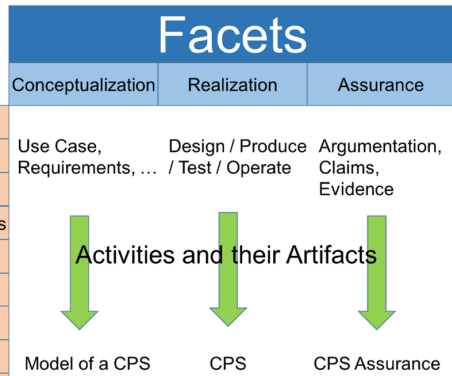 Facets
Conceptualization Realization Assurance
Use Case, Design / Produce Argumentation,
Requirements, … / Test / Operate Claims,
Evidence
s
Activities and their Artifacts
Model of a CPS CPS CPS Assurance